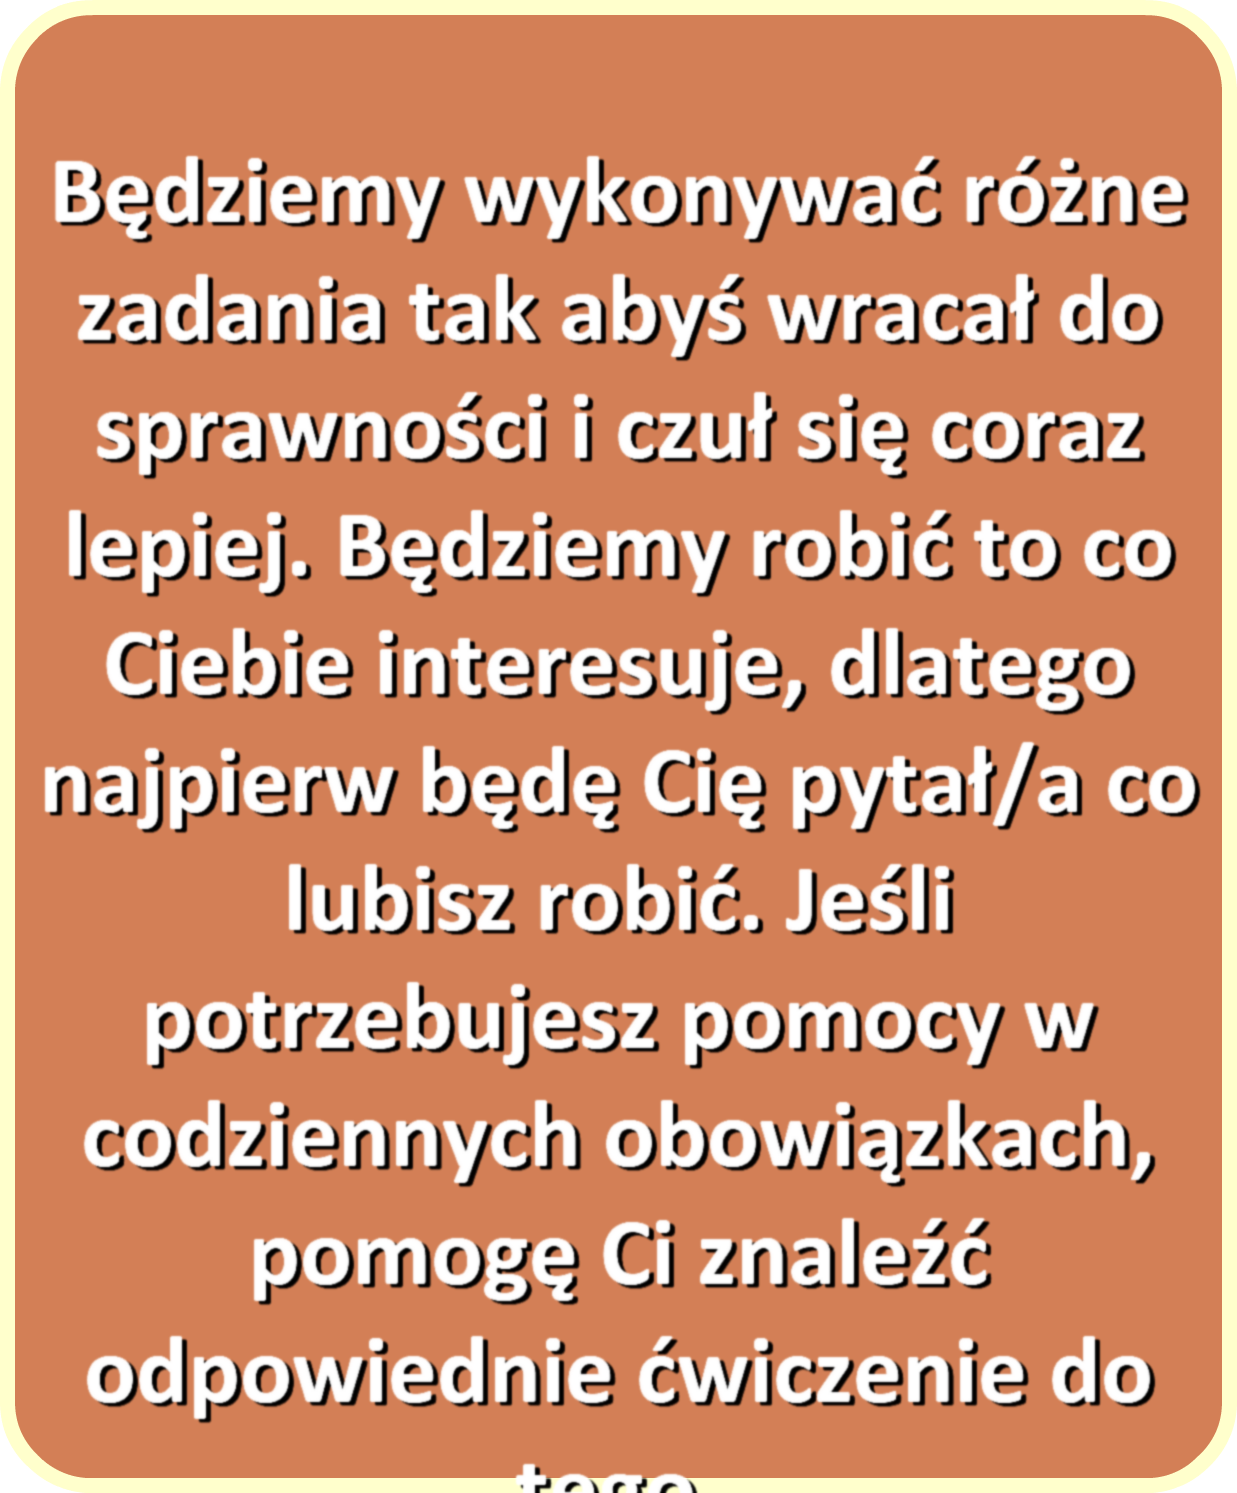 Będziemy wykonywać różne
zadania tak abyś wracał do
sprawności i czuł się coraz
lepiej. Będziemy robić to co
Ciebie interesuje, dlatego
najpierw będę Cię pytał/a co
lubisz robić. Jeśli
potrzebujesz pomocy w
codziennych obowiązkach,
pomogę Ci znaleźć
odpowiednie ćwiczenie do